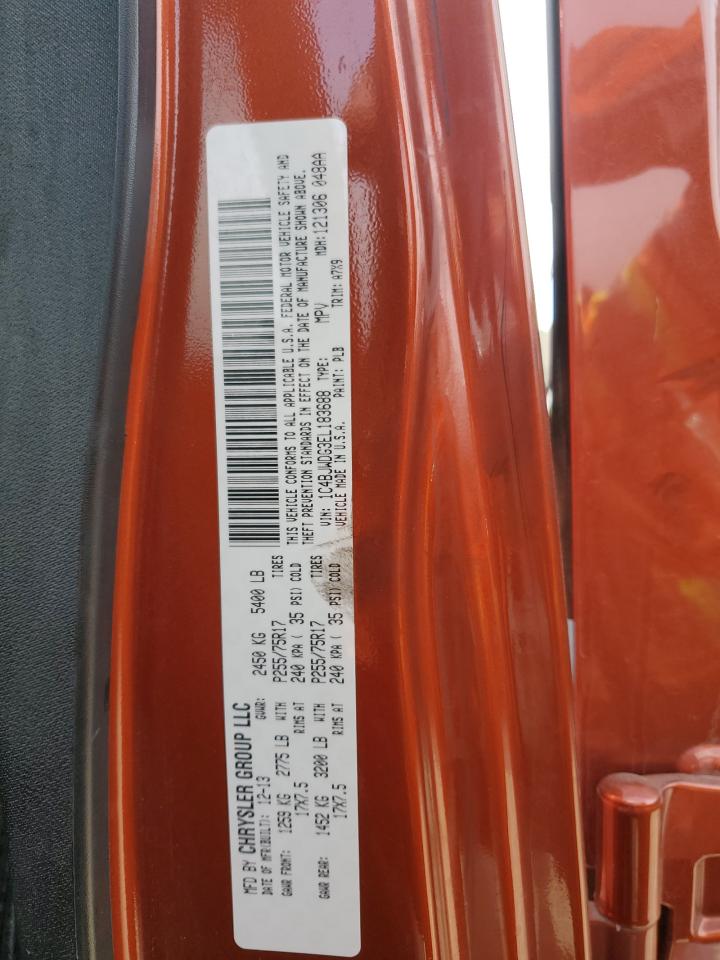 MFD BY CHRYSLER GROUP LLC
DATE OF MFR(BUILT): 12-13 GVWR: 2450 KG 5400 LB
GAWR FRONT: 1259 KG 2775 LB WITH P255/75R17 TIRES
17X7.5 RIMS AT 240 KPA ( 35 PSI) COLD
GAWR REAR: 1452 KG 3200 LB WITH P255/75R17 TIRES
17X7.5 RIMS AT 240 KPA ( 35 PSI) COLD
THIS VEHICLE CONFORMS TO ALL APPLICABLE U.S.A. FEDERAL MOTOR VEHICLE SAFETY AND
THEFT PREVENTION STANDARDS IN EFFECT ON THE DATE OF MANUFACTURE SHOWN ABOVE.
VIN: 1C4BJWDG3EL183688 TYPE: MPV MDH:121306 048AA
VEHICLE MADE IN U.S.A. PAINT: PLB TRIM: A7X9